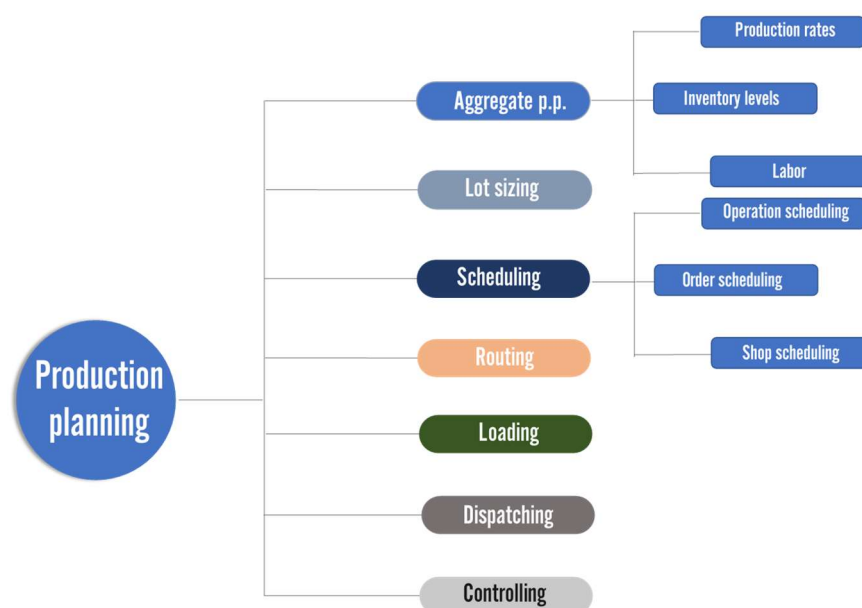 Production
planning
Aggregate p.p.
Production rates
Inventory levels
Labor
Lot sizing
Scheduling
Operation scheduling
Order scheduling
Shop scheduling
Routing
Loading
Dispatching
Controlling